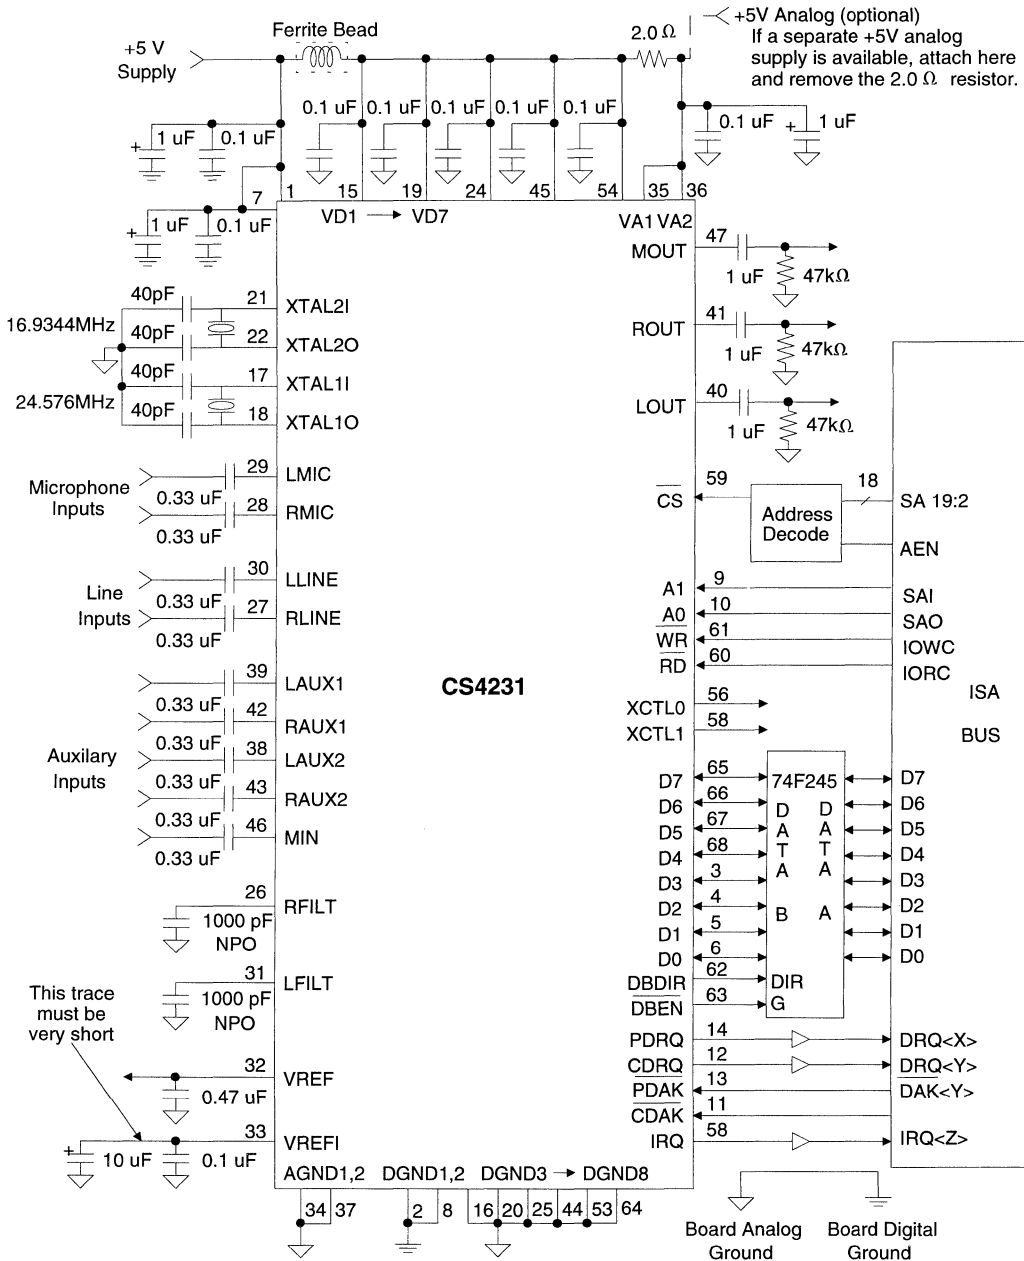 Ferrite Bead
2.0 Ω
+5V Analog (optional)
If a separate +5V analog
supply is available, attach here
and remove the 2.0 Ω resistor.
+5 V
Supply
0.1 uF
0.1 uF
0.1 uF
0.1 uF
0.1 uF
0.1 uF
+
1 uF
+
1 uF
0.1 uF
7
1
15
19
24
45
54
35
36
+
1 uF
0.1 uF
VD1
VD7
VA1 VA2
MOUT
47
1 uF
47kΩ
16.9344MHz
40pF
21
XTAL2I
40pF
22
XTAL2O
40pF
17
XTAL1I
24.576MHz
40pF
18
XTAL1O
ROUT
41
1 uF
47kΩ
LOUT
40
1 uF
47kΩ
Microphone
Inputs
29
LMIC
0.33 uF
28
RMIC
0.33 uF
CS
59
Address
Decode
18
SA 19:2
AEN
Line
Inputs
30
LLINE
0.33 uF
27
RLINE
0.33 uF
A1
9
SAI
A0
10
SAO
WR
61
IOWC
RD
60
IORC
CS4231
ISA
BUS
Auxilary
Inputs
39
LAUX1
0.33 uF
42
RAUX1
0.33 uF
38
LAUX2
0.33 uF
43
RAUX2
0.33 uF
46
MIN
0.33 uF
XCTL0
56
XCTL1
58
74F245
D7
65
D7
D6
66
D6
D5
67
D5
D4
68
D4
D3
3
D3
D2
4
D2
D1
5
D1
D0
6
D0
DATA B
DATA A
DBDIR
62
DIR
DBEN
63
G
26
RFILT
1000 pF
NPO
31
LFILT
1000 pF
NPO
This trace
must be
very short
32
VREF
0.47 uF
33
VREFI
+
10 uF
0.1 uF
PDRQ
14
DRQ<X>
CDRQ
12
DRQ<Y>
PDAK
13
DAK<Y>
CDAK
11
IRQ
58
IRQ<Z>
AGND1,2
DGND1,2
DGND3
DGND8
34
37
2
8
16
20
25
44
53
64
Board Analog
Ground
Board Digital
Ground